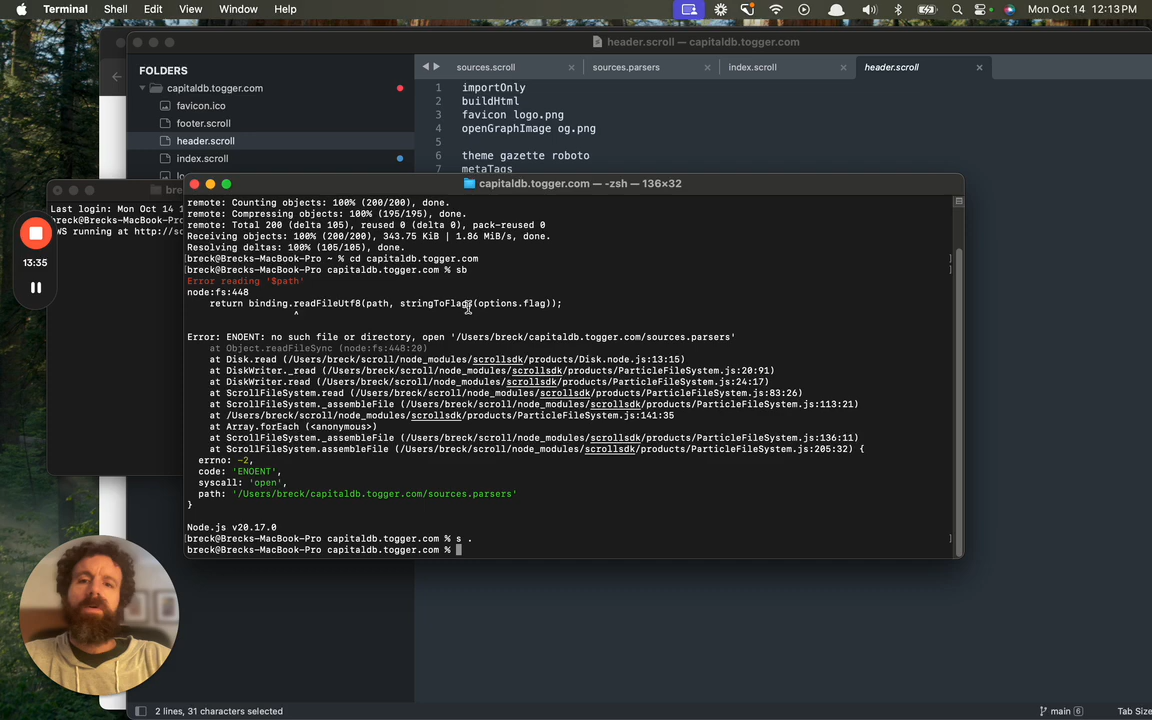 Terminal Shell Edit View Window Help Mon Oct 14 12:13 PM
header.scroll — capitaldb.togger.com
FOLDERS
capitaldb.togger.com
favicon.ico
footer.scroll
header.scroll
index.scroll
sources.scroll sources.parsers index.scroll header.scroll
1 importOnly
2 buildHtml
3 favicon logo.png
4 openGraphImage og.png
5
6 theme gazette roboto
7 metaTags
Last login: Mon Oct 14 1
breck@Brecks-MacBook-Pro
13:35
capitaldb.togger.com — -zsh — 136×32
remote: Counting objects: 100% (200/200), done.
remote: Compressing objects: 100% (195/195), done.
remote: Total 200 (delta 105), reused 0 (delta 0), pack-reused 0
Receiving objects: 100% (200/200), 343.75 KiB | 1.86 MiB/s, done.
Resolving deltas: 100% (105/105), done.
[breck@Brecks-MacBook-Pro ~ % cd capitaldb.togger.com ]
[breck@Brecks-MacBook-Pro capitaldb.togger.com % sb ]
Error reading '$path'
node:fs:448
return binding.readFileUtf8(path, stringToFlags(options.flag));
^
Error: ENOENT: no such file or directory, open '/Users/breck/capitaldb.togger.com/sources.parsers'
at Object.readFileSync (node:fs:448:20)
at Disk.read (/Users/breck/scroll/node_modules/scrollsdk/products/Disk.node.js:13:15)
at DiskWriter._read (/Users/breck/scroll/node_modules/scrollsdk/products/ParticleFileSystem.js:20:91)
at DiskWriter.read (/Users/breck/scroll/node_modules/scrollsdk/products/ParticleFileSystem.js:24:17)
at ScrollFileSystem.read (/Users/breck/scroll/node_modules/scrollsdk/products/ParticleFileSystem.js:83:26)
at ScrollFileSystem._assembleFile (/Users/breck/scroll/node_modules/scrollsdk/products/ParticleFileSystem.js:113:21)
at /Users/breck/scroll/node_modules/scrollsdk/products/ParticleFileSystem.js:141:35
at Array.forEach (<anonymous>)
at ScrollFileSystem._assembleFile (/Users/breck/scroll/node_modules/scrollsdk/products/ParticleFileSystem.js:136:11)
at ScrollFileSystem.assembleFile (/Users/breck/scroll/node_modules/scrollsdk/products/ParticleFileSystem.js:205:32) {
errno: -2,
code: 'ENOENT',
syscall: 'open',
path: '/Users/breck/capitaldb.togger.com/sources.parsers'
}
Node.js v20.17.0
[breck@Brecks-MacBook-Pro capitaldb.togger.com % s . ]
breck@Brecks-MacBook-Pro capitaldb.togger.com %
2 lines, 31 characters selected main 6 Tab Size